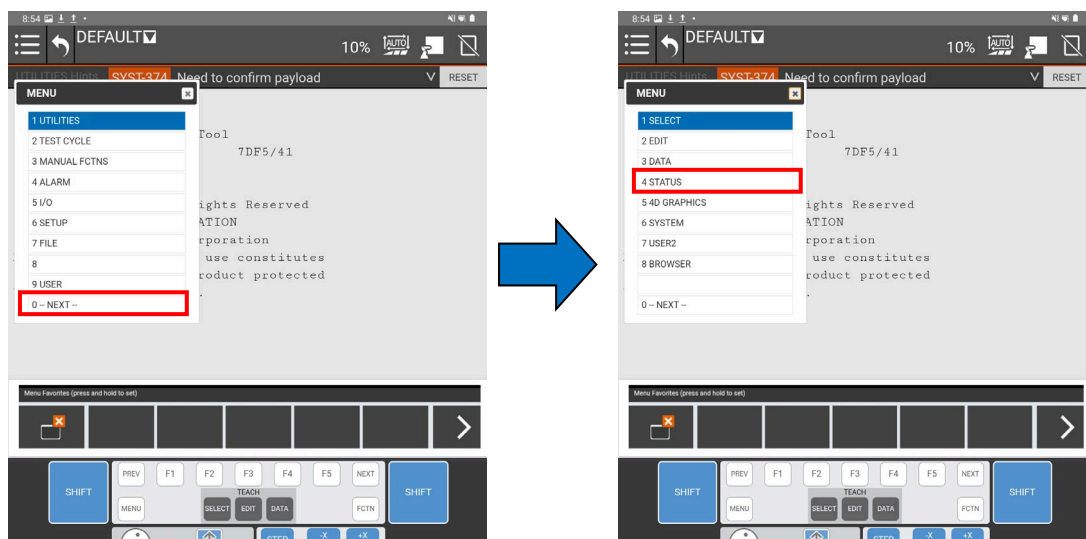 8:54
DEFAULT
10%
AUTO
UTILITIES Hints
SYST-374 Need to confirm payload
RESET
MENU
1 UTILITIES
2 TEST CYCLE
3 MANUAL FCTNS
4 ALARM
5 I/O
6 SETUP
7 FILE
8
9 USER
0 -- NEXT --
Tool
7DF5/41
ights Reserved
ATION
rporation
use constitutes
roduct protected
.
Menu Favorites (press and hold to set)
SHIFT
PREV
F1
F2
F3
F4
F5
NEXT
SHIFT
TEACH
MENU
SELECT
EDIT
DATA
FCTN
STEP
-X
+X
8:54
DEFAULT
10%
AUTO
UTILITIES Hints
SYST-374 Need to confirm payload
RESET
MENU
1 SELECT
2 EDIT
3 DATA
4 STATUS
5 4D GRAPHICS
6 SYSTEM
7 USER2
8 BROWSER
0 -- NEXT --
Tool
7DF5/41
ights Reserved
ATION
rporation
use constitutes
roduct protected
.
Menu Favorites (press and hold to set)
SHIFT
PREV
F1
F2
F3
F4
F5
NEXT
SHIFT
TEACH
MENU
SELECT
EDIT
DATA
FCTN
STEP
-X
+X